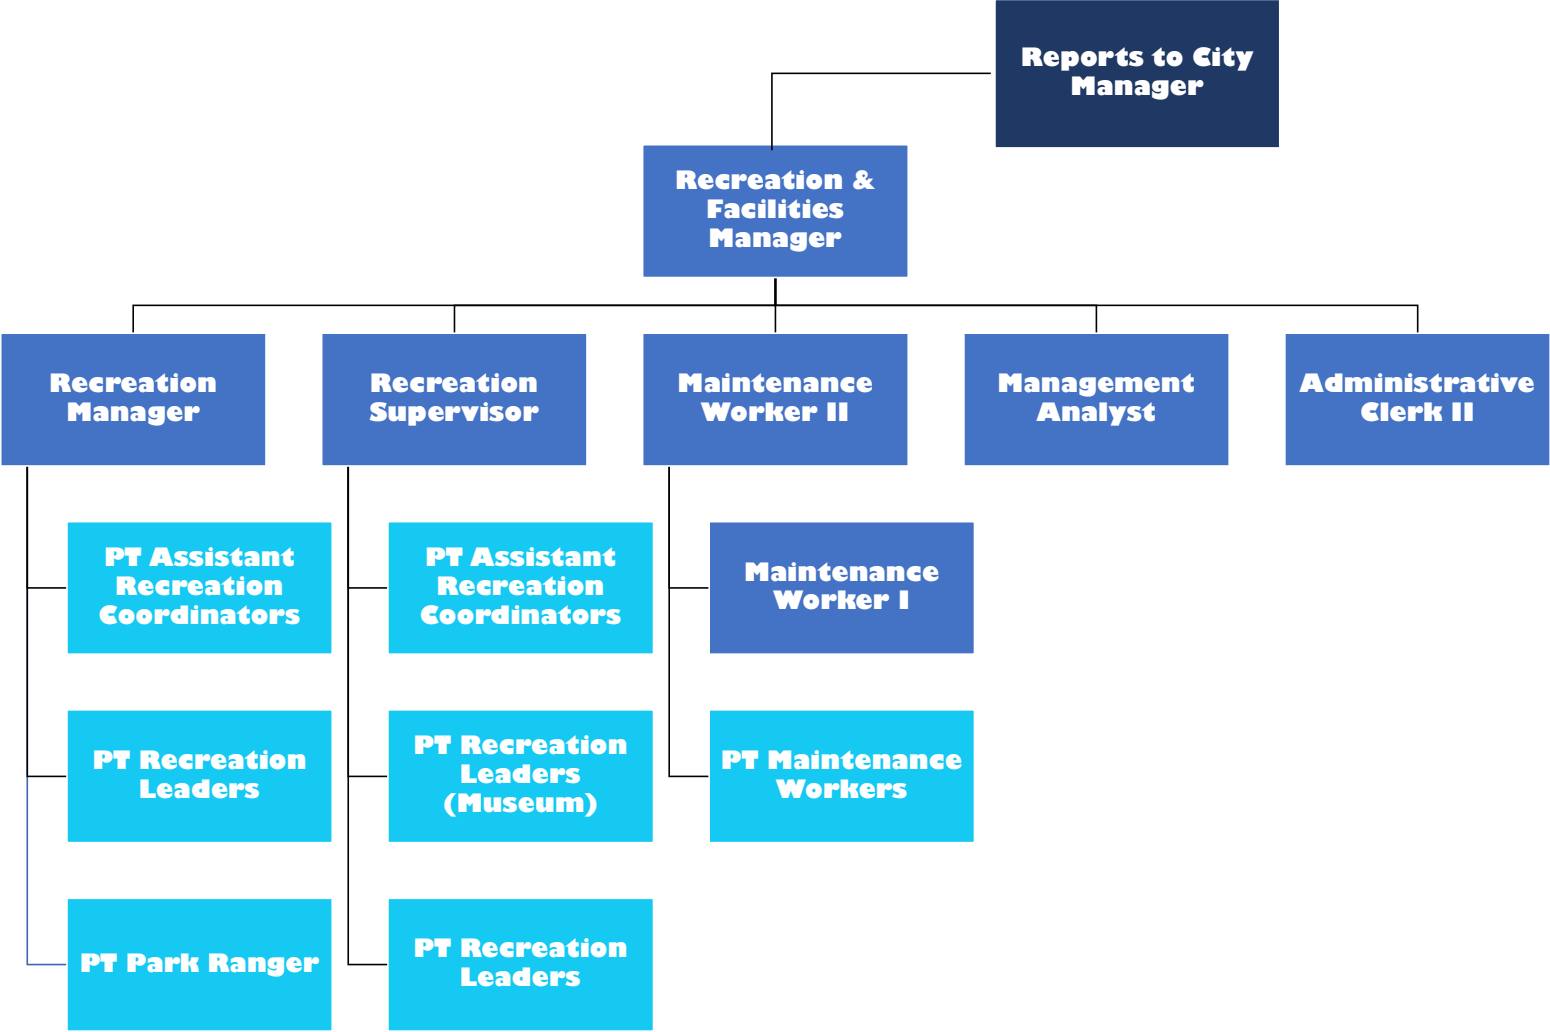 Reports to City
Manager
Recreation &
Facilities
Manager
Recreation
Manager
Recreation
Supervisor
Maintenance
Worker II
Management
Analyst
Administrative
Clerk II
PT Assistant
Recreation
Coordinators
PT Assistant
Recreation
Coordinators
Maintenance
Worker I
PT Recreation
Leaders
PT Recreation
Leaders
(Museum)
PT Maintenance
Workers
PT Park Ranger
PT Recreation
Leaders